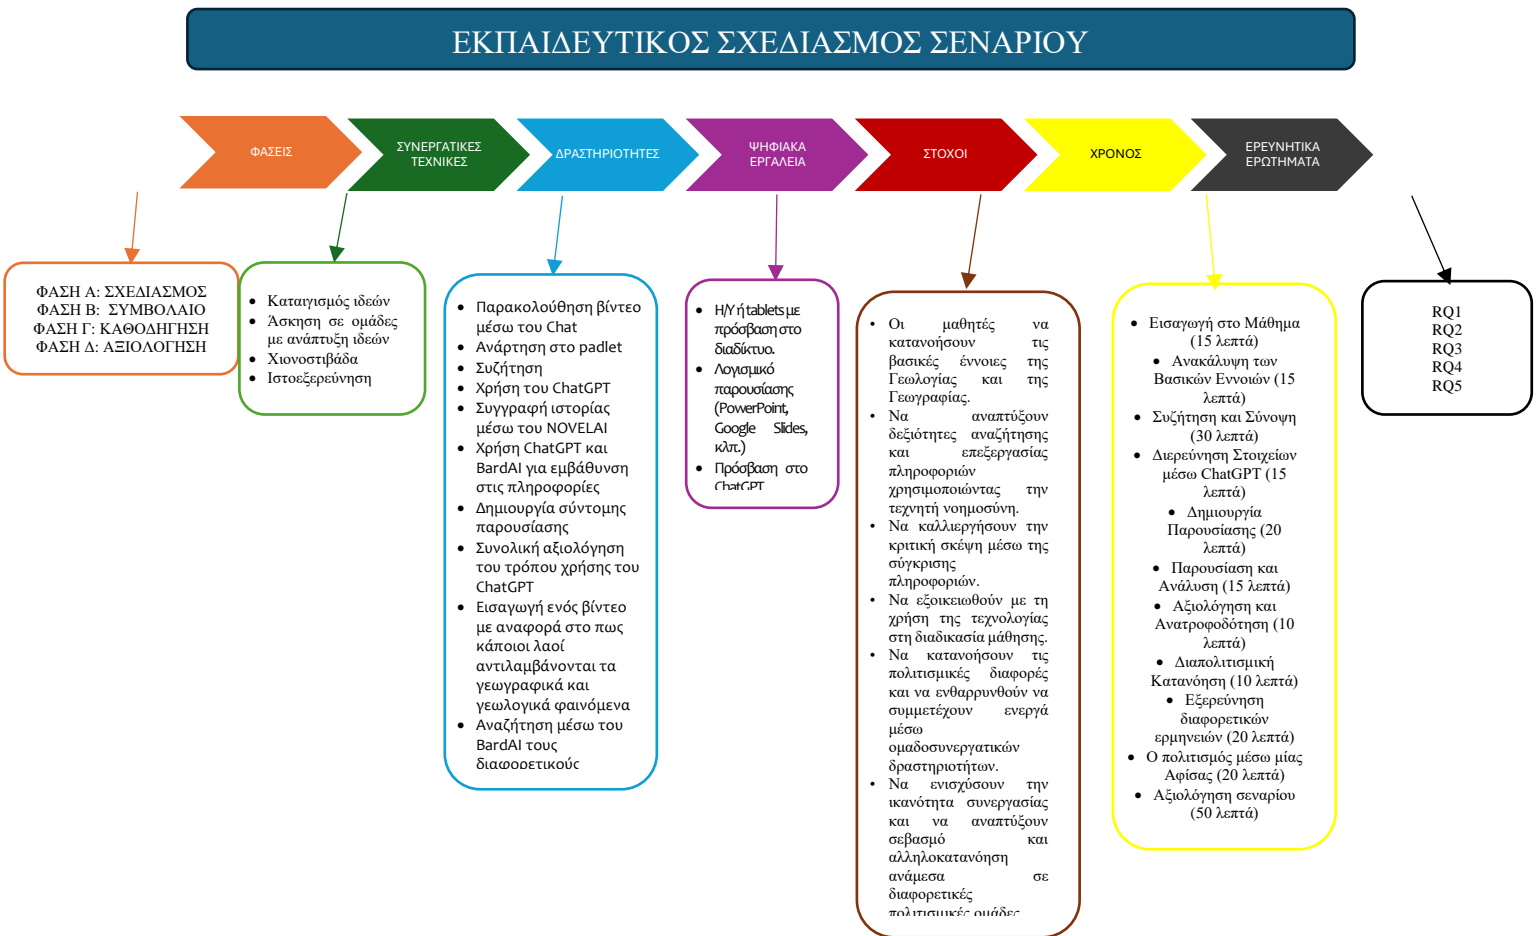 ΕΚΠΑΙΔΕΥΤΙΚΟΣ ΣΧΕΔΙΑΣΜΟΣ ΣΕΝΑΡΙΟΥ
ΦΑΣΕΙΣ
ΣΥΝΕΡΓΑΤΙΚΕΣ
ΤΕΧΝΙΚΕΣ
ΔΡΑΣΤΗΡΙΟΤΗΤΕΣ
ΨΗΦΙΑΚΑ
ΕΡΓΑΛΕΙΑ
ΣΤΟΧΟΙ
ΧΡΟΝΟΣ
ΕΡΕΥΝΗΤΙΚΑ
ΕΡΩΤΗΜΑΤΑ
ΦΑΣΗ Α: ΣΧΕΔΙΑΣΜΟΣ
ΦΑΣΗ Β: ΣΥΜΒΟΛΑΙΟ
ΦΑΣΗ Γ: ΚΑΘΟΔΗΓΗΣΗ
ΦΑΣΗ Δ: ΑΞΙΟΛΟΓΗΣΗ
• Καταιγισμός ιδεών
• Άσκηση σε ομάδες
με ανάπτυξη ιδεών
• Χιονοστιβάδα
• Ιστοεξερεύνηση
• Παρακολούθηση βίντεο
μέσω του Chat
• Ανάρτηση στο padlet
• Συζήτηση
• Χρήση του ChatGPT
• Συγγραφή ιστορίας
μέσω του NOVELAI
• Χρήση ChatGPT και
BardAI για εμβάθυνση
στις πληροφορίες
• Δημιουργία σύντομης
παρουσίασης
• Συνολική αξιολόγηση
του τρόπου χρήσης του
ChatGPT
• Εισαγωγή ενός βίντεο
με αναφορά στο πως
κάποιοι λαοί
αντιλαμβάνονται τα
γεωγραφικά και
γεωλογικά φαινόμενα
• Αναζήτηση μέσω του
BardAI τους
διαφορετικούς
• Η/Υ ή tablets με
πρόσβαση στο
διαδίκτυο.
• Λογισμικό
παρουσίασης
(PowerPoint,
Google Slides,
κλπ.)
• Πρόσβαση στο
ChatGPT
• Οι μαθητές να
κατανοήσουν τις
βασικές έννοιες της
Γεωλογίας και της
Γεωγραφίας.
• Να αναπτύξουν
δεξιότητες αναζήτησης
και επεξεργασίας
πληροφοριών
χρησιμοποιώντας την
τεχνητή νοημοσύνη.
• Να καλλιεργήσουν την
κριτική σκέψη μέσω της
σύγκρισης
πληροφοριών.
• Να εξοικειωθούν με τη
χρήση της τεχνολογίας
στη διαδικασία μάθησης.
• Να κατανοήσουν τις
πολιτισμικές διαφορές
και να ενθαρρυνθούν να
συμμετέχουν ενεργά
μέσω
ομαδοσυνεργατικών
δραστηριοτήτων.
• Να ενισχύσουν την
ικανότητα συνεργασίας
και να αναπτύξουν
σεβασμό και
αλληλοκατανόηση
ανάμεσα σε
διαφορετικές
πολιτισμικές ομάδες
• Εισαγωγή στο Μάθημα
(15 λεπτά)
• Ανακάλυψη των
Βασικών Εννοιών (15
λεπτά)
• Συζήτηση και Σύνοψη
(30 λεπτά)
• Διερεύνηση Στοιχείων
μέσω ChatGPT (15
λεπτά)
• Δημιουργία
Παρουσίασης (20
λεπτά)
• Παρουσίαση και
Ανάλυση (15 λεπτά)
• Αξιολόγηση και
Ανατροφοδότηση (10
λεπτά)
• Διαπολιτισμική
Κατανόηση (10 λεπτά)
• Εξερεύνηση
διαφορετικών
ερμηνειών (20 λεπτά)
• Ο πολιτισμός μέσω μίας
Αφίσας (20 λεπτά)
• Αξιολόγηση σεναρίου
(50 λεπτά)
RQ1
RQ2
RQ3
RQ4
RQ5